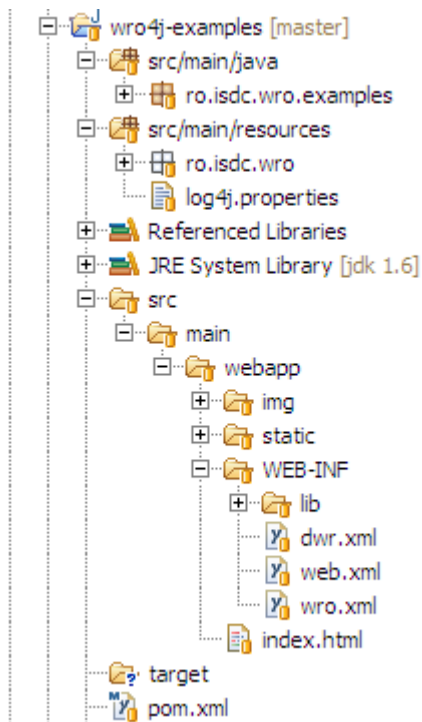 wro4j-examples [master]
src/main/java
ro.isdc.wro.examples
src/main/resources
ro.isdc.wro
log4j.properties
Referenced Libraries
JRE System Library [jdk 1.6]
src
main
webapp
img
static
WEB-INF
lib
dwr.xml
web.xml
wro.xml
index.html
target
pom.xml